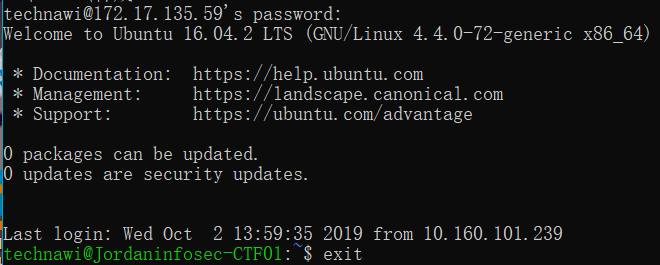 technawi@172.17.135.59's password:
Welcome to Ubuntu 16.04.2 LTS (GNU/Linux 4.4.0-72-generic x86_64)
* Documentation:  https://help.ubuntu.com
* Management:     https://landscape.canonical.com
* Support:        https://ubuntu.com/advantage
0 packages can be updated.
0 updates are security updates.
Last login: Wed Oct  2 13:59:35 2019 from 10.160.101.239
technawi@Jordaninfosec-CTF01:~$ exit